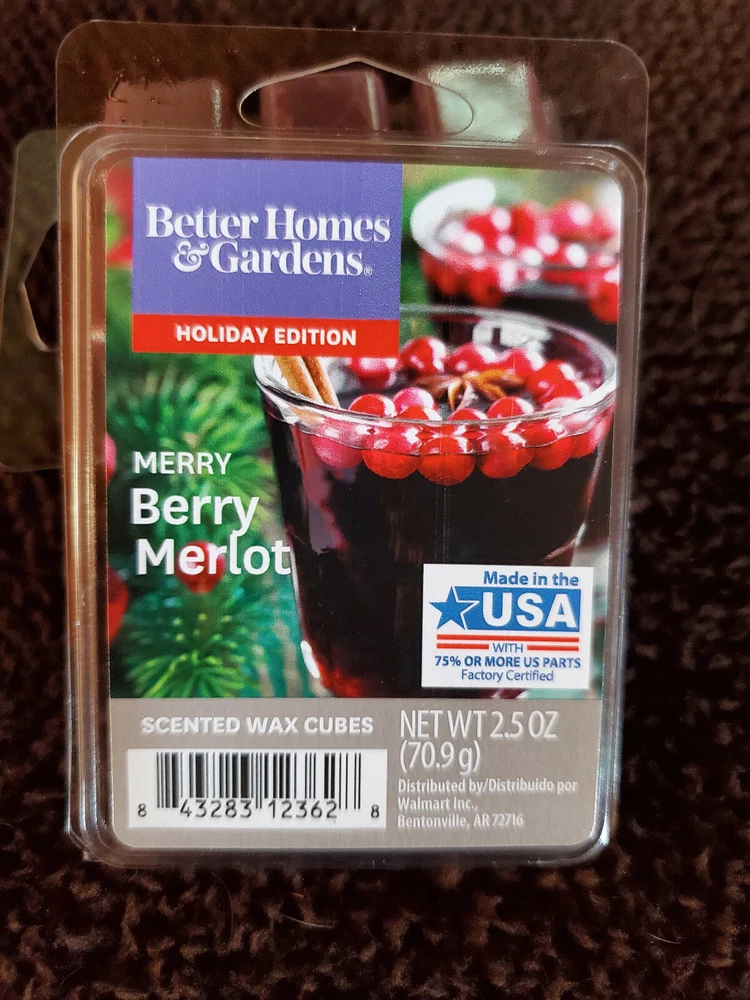 Better Homes
&Gardens®
HOLIDAY EDITION
MERRY
Berry
Merlot
Made in the
USA
WITH
75% OR MORE US PARTS
Factory Certified
SCENTED WAX CUBES
NET WT 2.5 OZ
(70.9 g)
Distributed by/Distribuido por
Walmart Inc.,
Bentonville, AR 72716
8 43283 12362 8